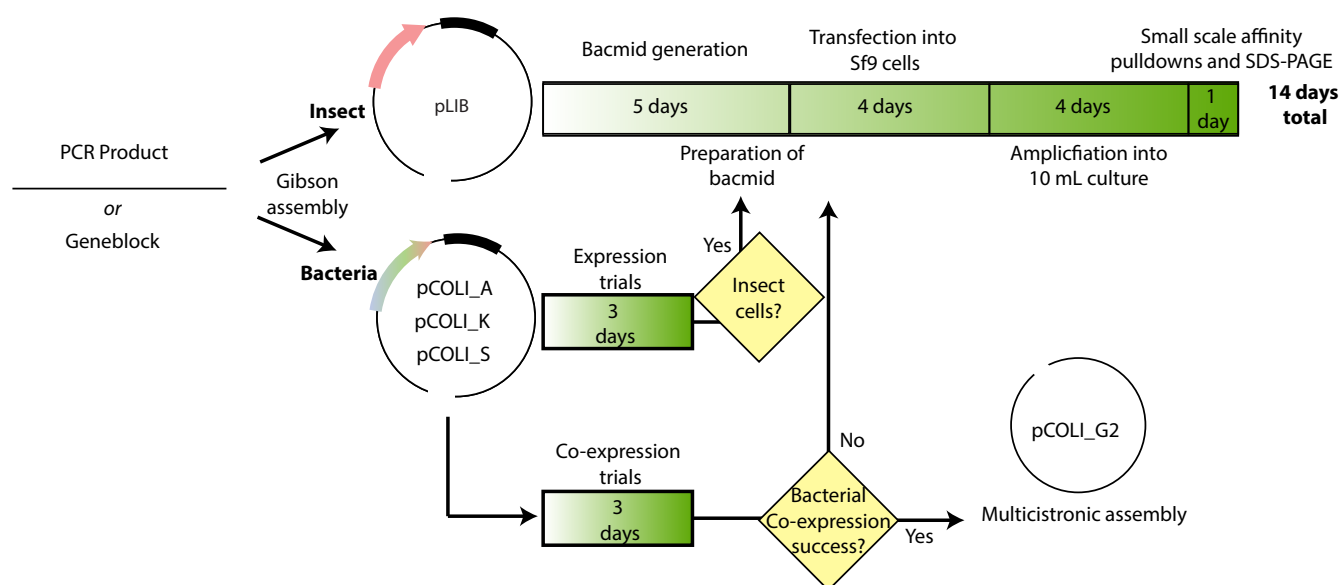 PCR Product
or
Geneblock
Gibson
assembly
Insect
Bacteria
pLIB
Bacmid generation
Transfection into
Sf9 cells
Small scale affinity
pulldowns and SDS-PAGE
5 days
4 days
4 days
1
day
14 days
total
Preparation of
bacmid
Amplicfiation into
10 mL culture
pCOLI_A
pCOLI_K
pCOLI_S
Expression
trials
3
days
Yes
Insect
cells?
Co-expression
trials
3
days
No
Bacterial
Co-expression
success?
Yes
pCOLI_G2
Multicistronic assembly